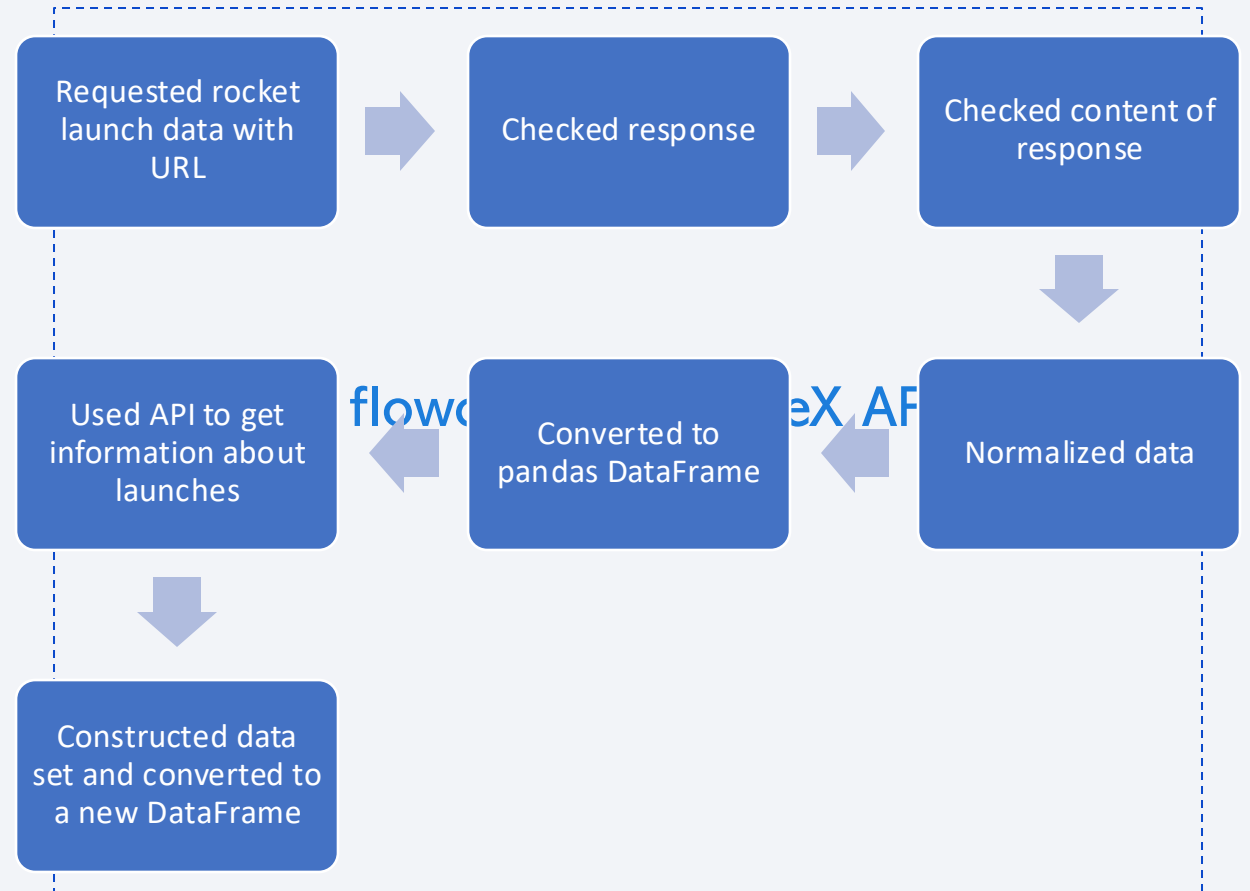 Requested rocket
launch data with
URL
Checked response
Checked content of
response
Used API to get
information about
launches
Converted to
pandas DataFrame
Normalized data
Constructed data
set and converted to
a new DataFrame